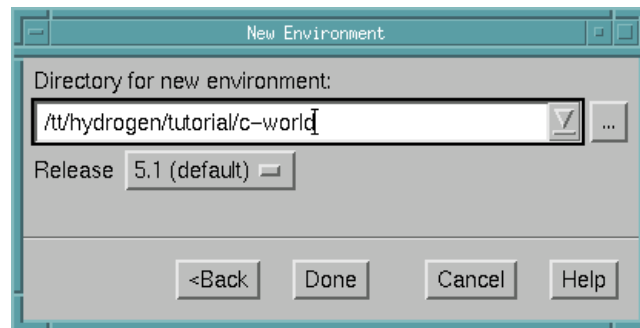 New Environment
Directory for new environment:
/tt/hydrogen/tutorial/c-world
...
Release 5.1 (default)
<Back Done Cancel Help